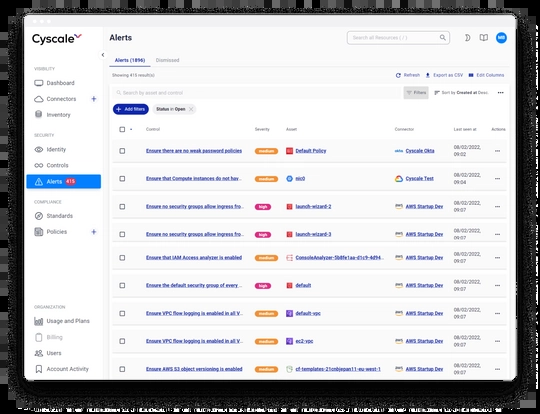 Cyscale
Alerts
Search all Resources ( / )
MB
VISIBILITY
Dashboard
Connectors
Inventory
SECURITY
Identity
Controls
Alerts 415
COMPLIANCE
Standards
Policies
ORGANIZATION
Usage and Plans
Billing
Users
Account Activity
Alerts (1896) Dismissed
Showing 415 result(s)
Refresh Export as CSV Edit Columns
Search by asset and control
Filters Sort by Created at Desc
Add filters Status in Open
Control Severity Asset Connector Last seen at Actions
Ensure there are no weak password policies medium Default Policy Cyscale Okta 08/02/2022, 09:02
Ensure that Compute instances do not hav... medium nic0 Cyscale Test 08/02/2022, 09:04
Ensure no security groups allow ingress fro... high launch-wizard-2 AWS Startup Dev 08/02/2022, 09:07
Ensure no security groups allow ingress fro... high launch-wizard-3 AWS Startup Dev 08/02/2022, 09:07
Ensure that IAM Access analyzer is enabled medium ConsoleAnalyzer-5b8fe1aa-d1c9-4d94... AWS Startup Dev 08/02/2022, 09:07
Ensure the default security group of every ... high default AWS Startup Dev 08/02/2022, 09:07
Ensure VPC flow logging is enabled in all V... medium default-vpc AWS Startup Dev 08/02/2022, 09:07
Ensure VPC flow logging is enabled in all V... medium ec2-vpc AWS Startup Dev 08/02/2022, 09:07
Ensure AWS S3 object versioning is enabled medium cf-templates-21cnbjepan11-eu-west-1 AWS Startup Dev 08/02/2022, 09:07